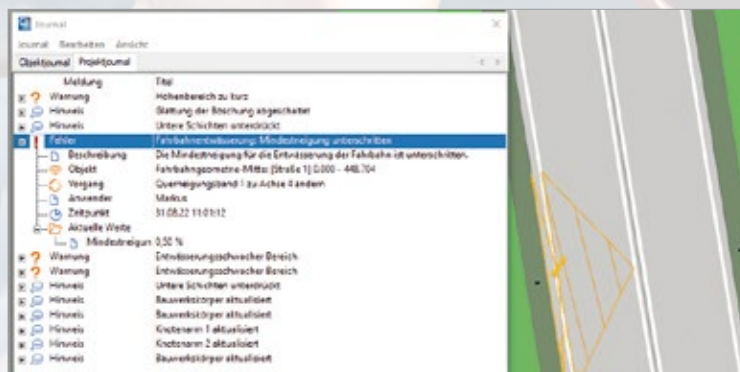 Journal
Journal Bearbeiten Ansicht
Objektjournal Projektjournal
Meldung Titel
Warnung Höhenbereich zu kurz
Hinweis Glättung der Böschung abgeschaltet
Hinweis Untere Schichten unterdrückt
Fehler Fahrbahnentwässerung: Mindestneigung unterschritten
Beschreibung Die Mindestneigung für die Entwässerung der Fahrbahn ist unterschritten.
Objekt Fahrbahngeometrie-Mitte: [Straße 1] 0.000 - 448.704
Vorgang Querneigungsband 1 zu Achse 4 ändern
Anwender Markus
Zeitpunkt 31.08.22 11:01:12
Aktuelle Werte
Mindestneigun 0,50 %
Warnung Entwässerungsschwacher Bereich
Warnung Entwässerungsschwacher Bereich
Hinweis Untere Schichten unterdrückt
Hinweis Bauwerkskörper aktualisiert
Hinweis Bauwerkskörper aktualisiert
Hinweis Knotenarm 1 aktualisiert
Hinweis Knotenarm 2 aktualisiert
Hinweis Bauwerkskörper aktualisiert